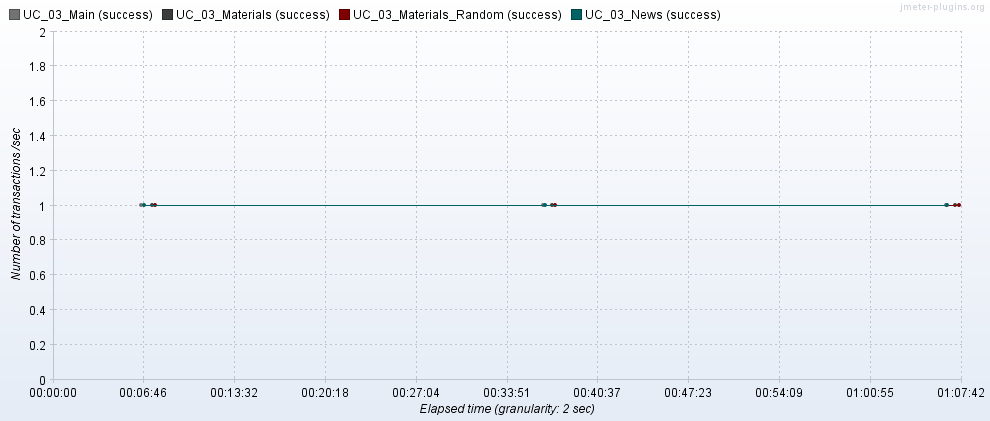 UC_03_Main (success) UC_03_Materials (success) UC_03_Materials_Random (success) UC_03_News (success)
jmeter-plugins.org
2
1.8
1.6
1.4
1.2
1
0.8
0.6
0.4
0.2
0
Number of transactions /sec
00:00:00 00:06:46 00:13:32 00:20:18 00:27:04 00:33:51 00:40:37 00:47:23 00:54:09 01:00:55 01:07:42
Elapsed time (granularity: 2 sec)